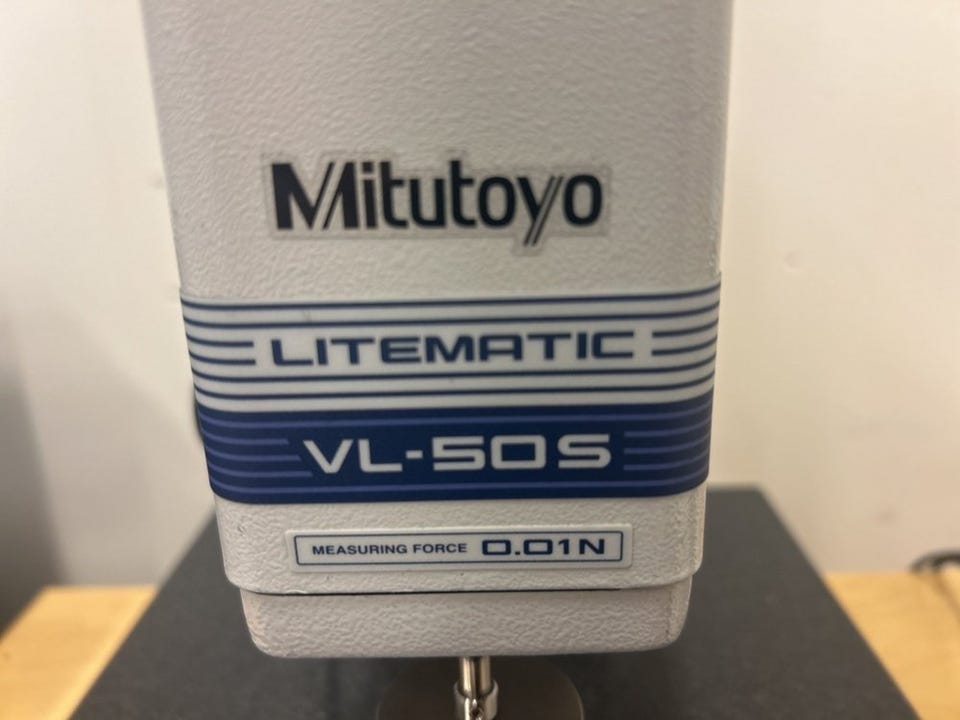 Mitutoyo
LITEMATIC
VL-50S
MEASURING FORCE 0.01N